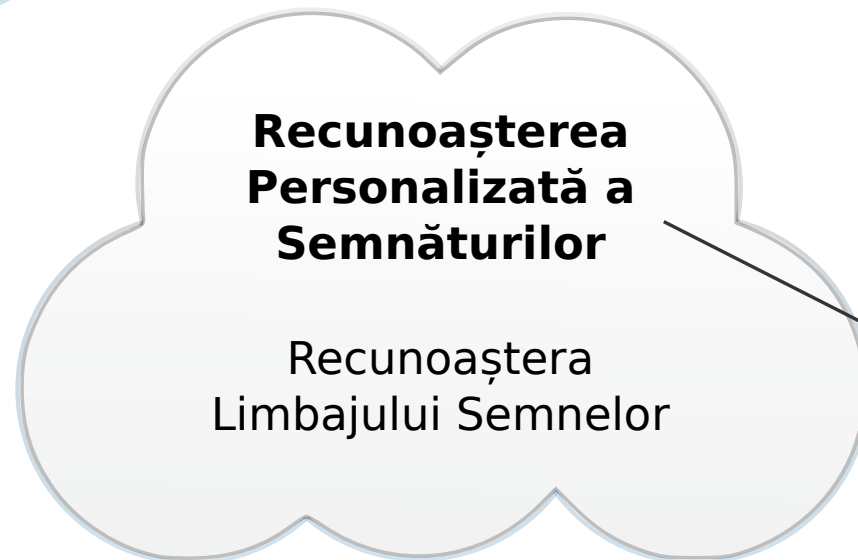 Recunoașterea
Personalizată a
Semnăturilor
Recunoaștera
Limbajului Semnelor